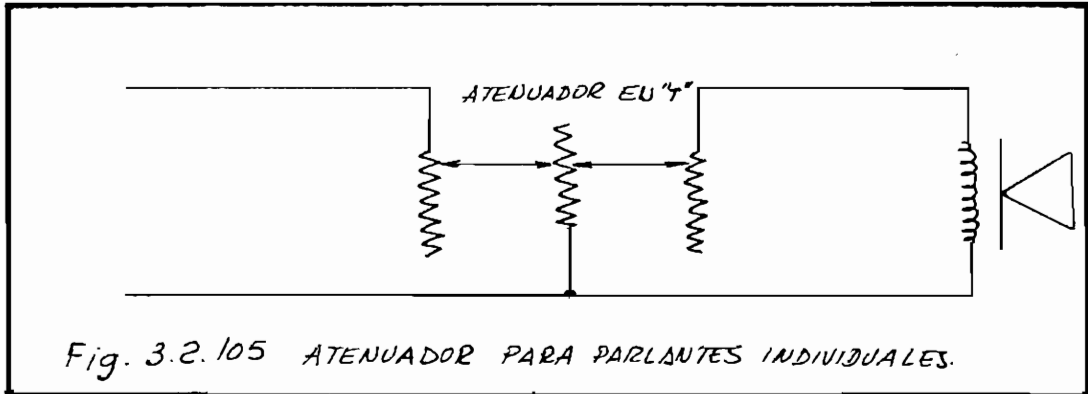 ATENUADOR EN "T"
Fig. 3.2.105 ATENUADOR PARA PARLANTES INDIVIDUALES.